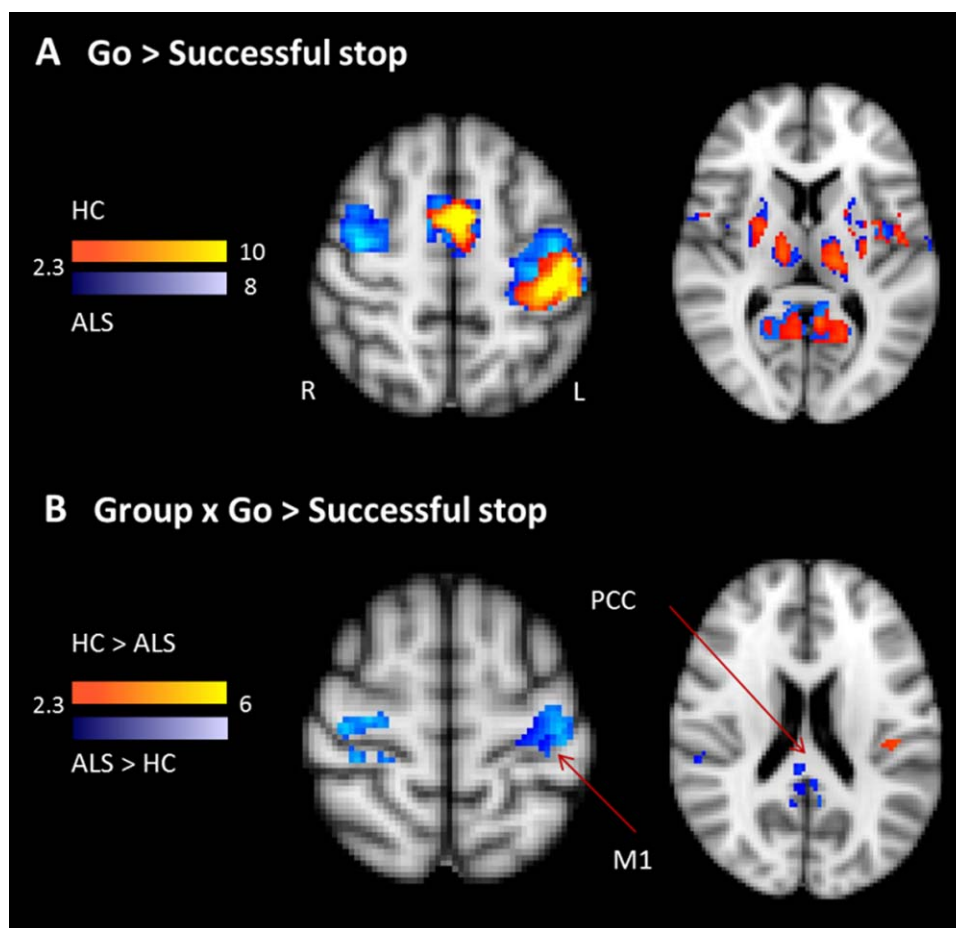 A Go > Successful stop
HC
2.3 10
8
ALS
R L
B Group x Go > Successful stop
PCC
HC > ALS
2.3 6
ALS > HC
M1